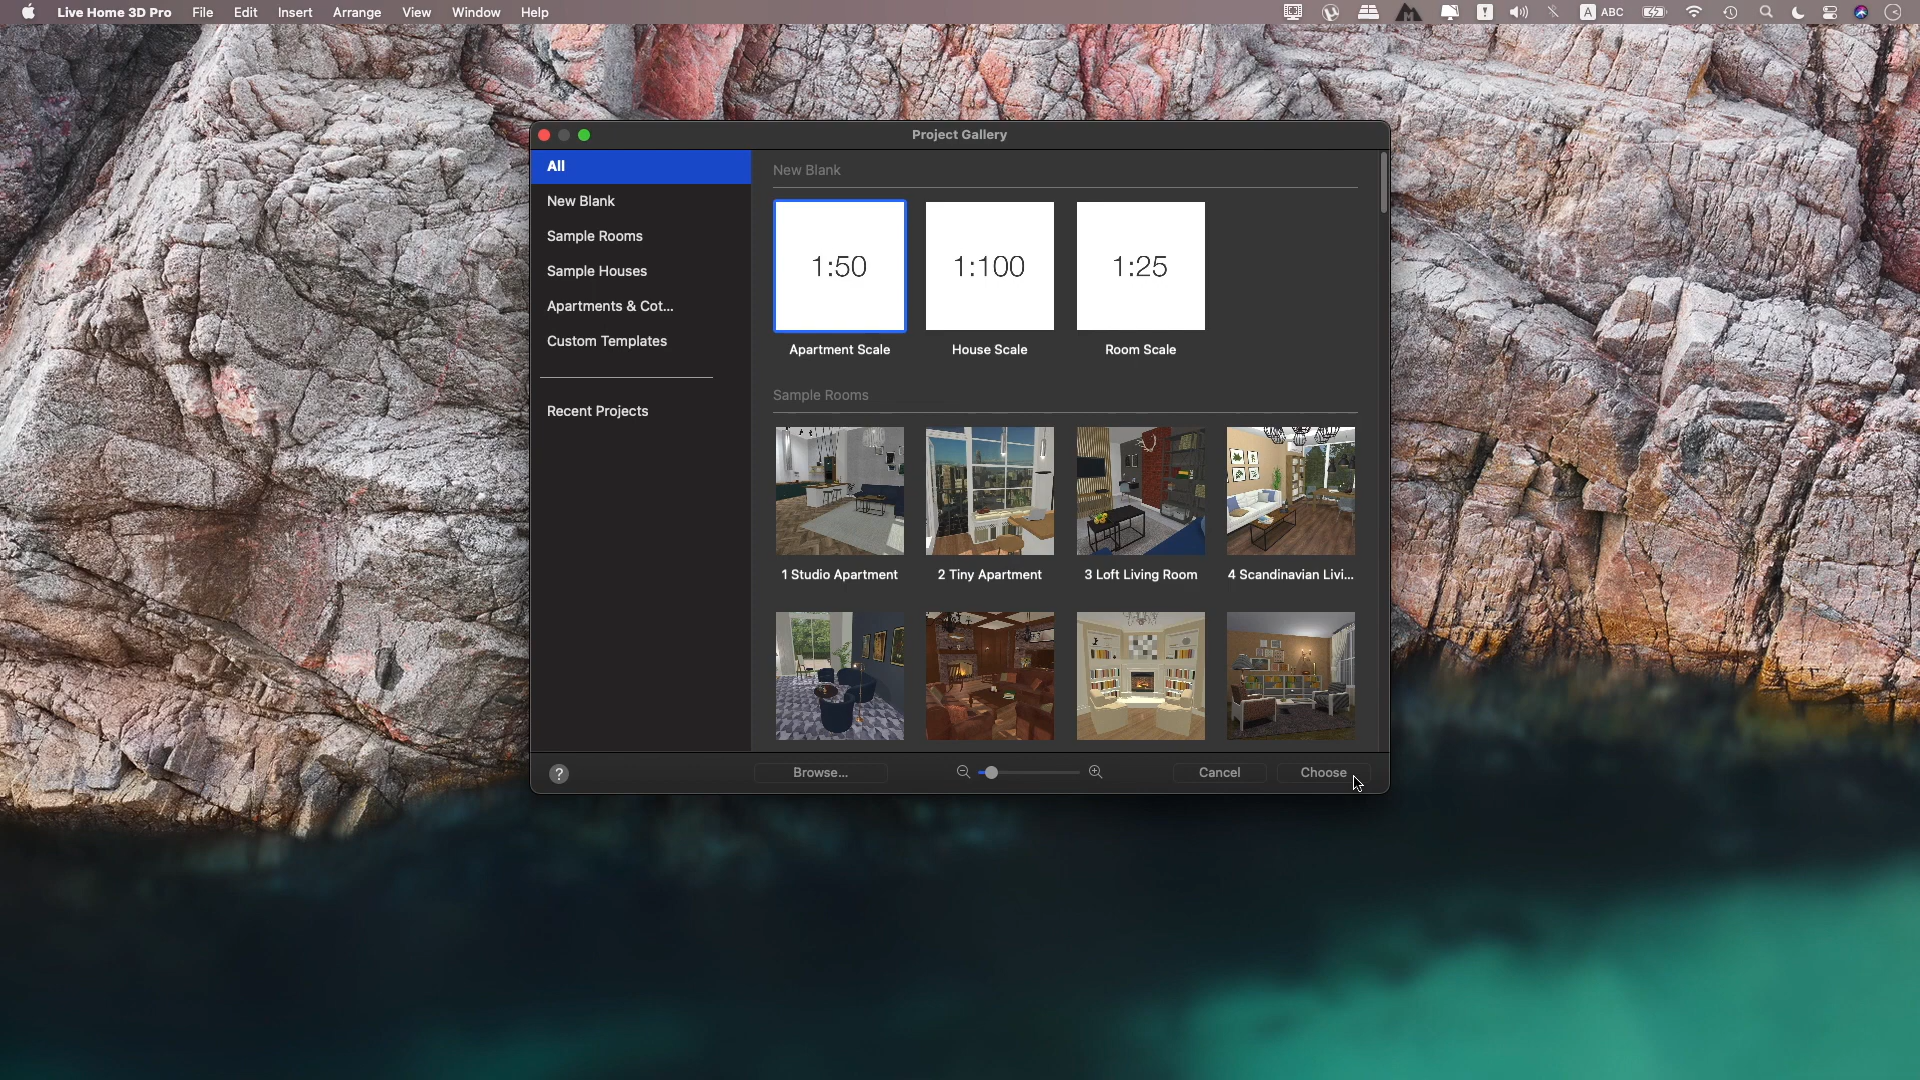 Live Home 3D Pro File Edit Insert Arrange View Window Help A ABC
Project Gallery
All
New Blank
Sample Rooms
Sample Houses
Apartments & Cot...
Custom Templates
Recent Projects
New Blank
1:50 1:100 1:25
Apartment Scale House Scale Room Scale
Sample Rooms
1 Studio Apartment 2 Tiny Apartment 3 Loft Living Room 4 Scandinavian Livi...
? Browse... Cancel Choose